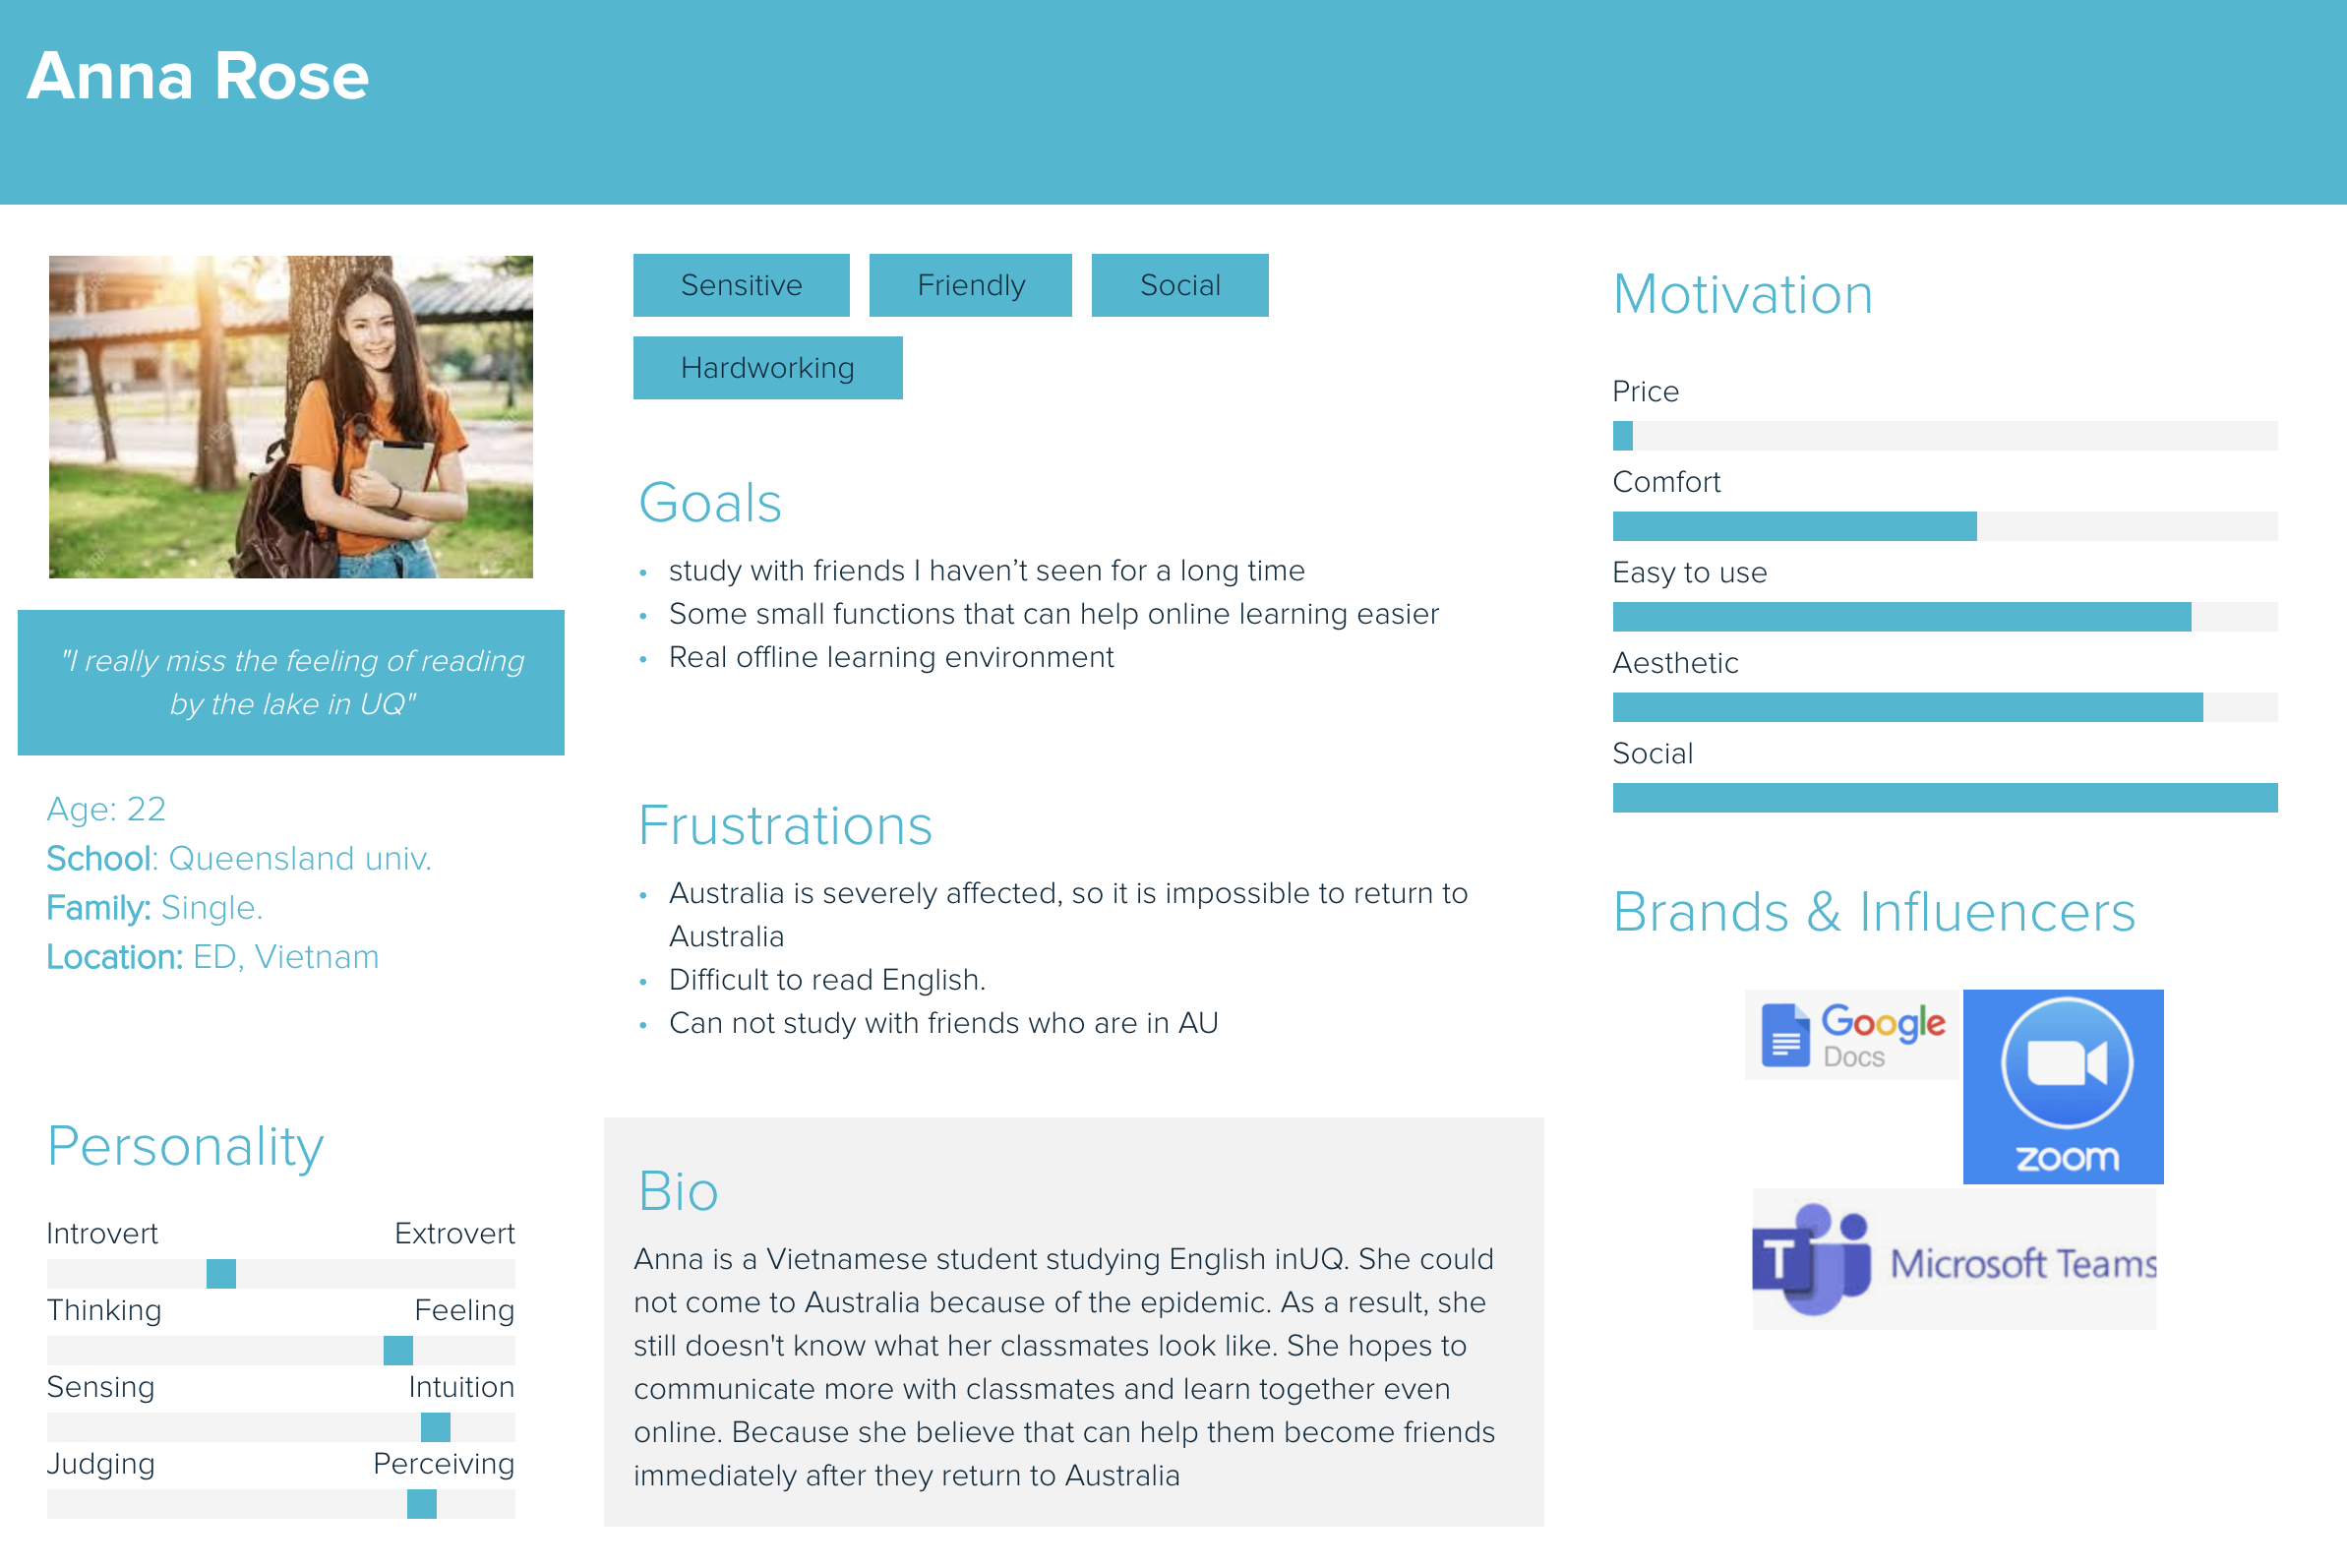 Anna Rose
Sensitive
Friendly
Social
Hardworking
"I really miss the feeling of reading
by the lake in UQ"
Age: 22
School: Queensland univ.
Family: Single.
Location: ED, Vietnam
Personality
Introvert Extrovert
Thinking Feeling
Sensing Intuition
Judging Perceiving
Goals
• study with friends I haven’t seen for a long time
• Some small functions that can help online learning easier
• Real offline learning environment
Frustrations
• Australia is severely affected, so it is impossible to return to
Australia
• Difficult to read English.
• Can not study with friends who are in AU
Bio
Anna is a Vietnamese student studying English inUQ. She could
not come to Australia because of the epidemic. As a result, she
still doesn't know what her classmates look like. She hopes to
communicate more with classmates and learn together even
online. Because she believe that can help them become friends
immediately after they return to Australia
Motivation
Price
Comfort
Easy to use
Aesthetic
Social
Brands & Influencers
Google
Docs
zoom
T
Microsoft Teams